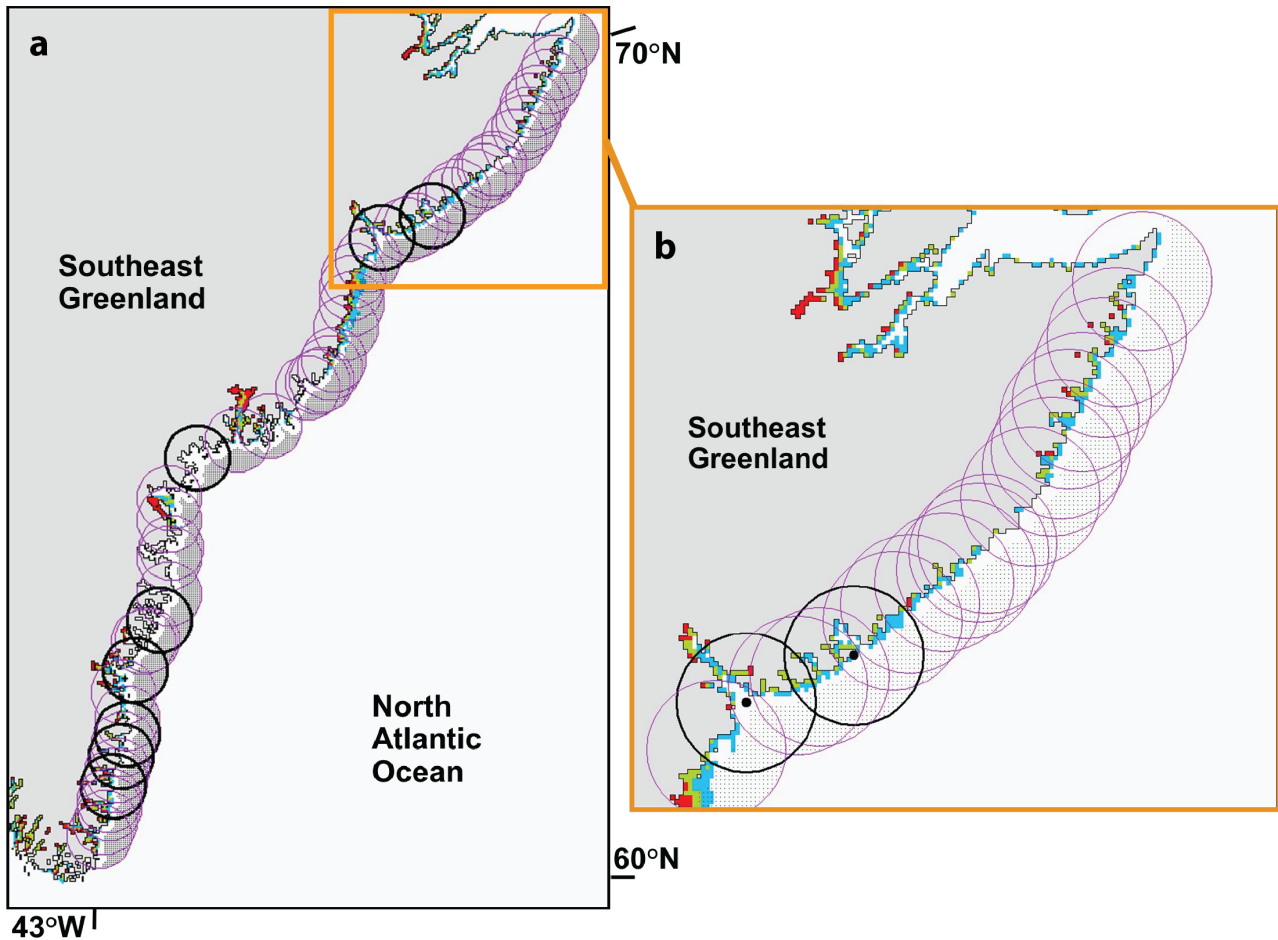 a
70°N
Southeast
Greenland
North
Atlantic
Ocean
60°N
43°W
b
Southeast
Greenland